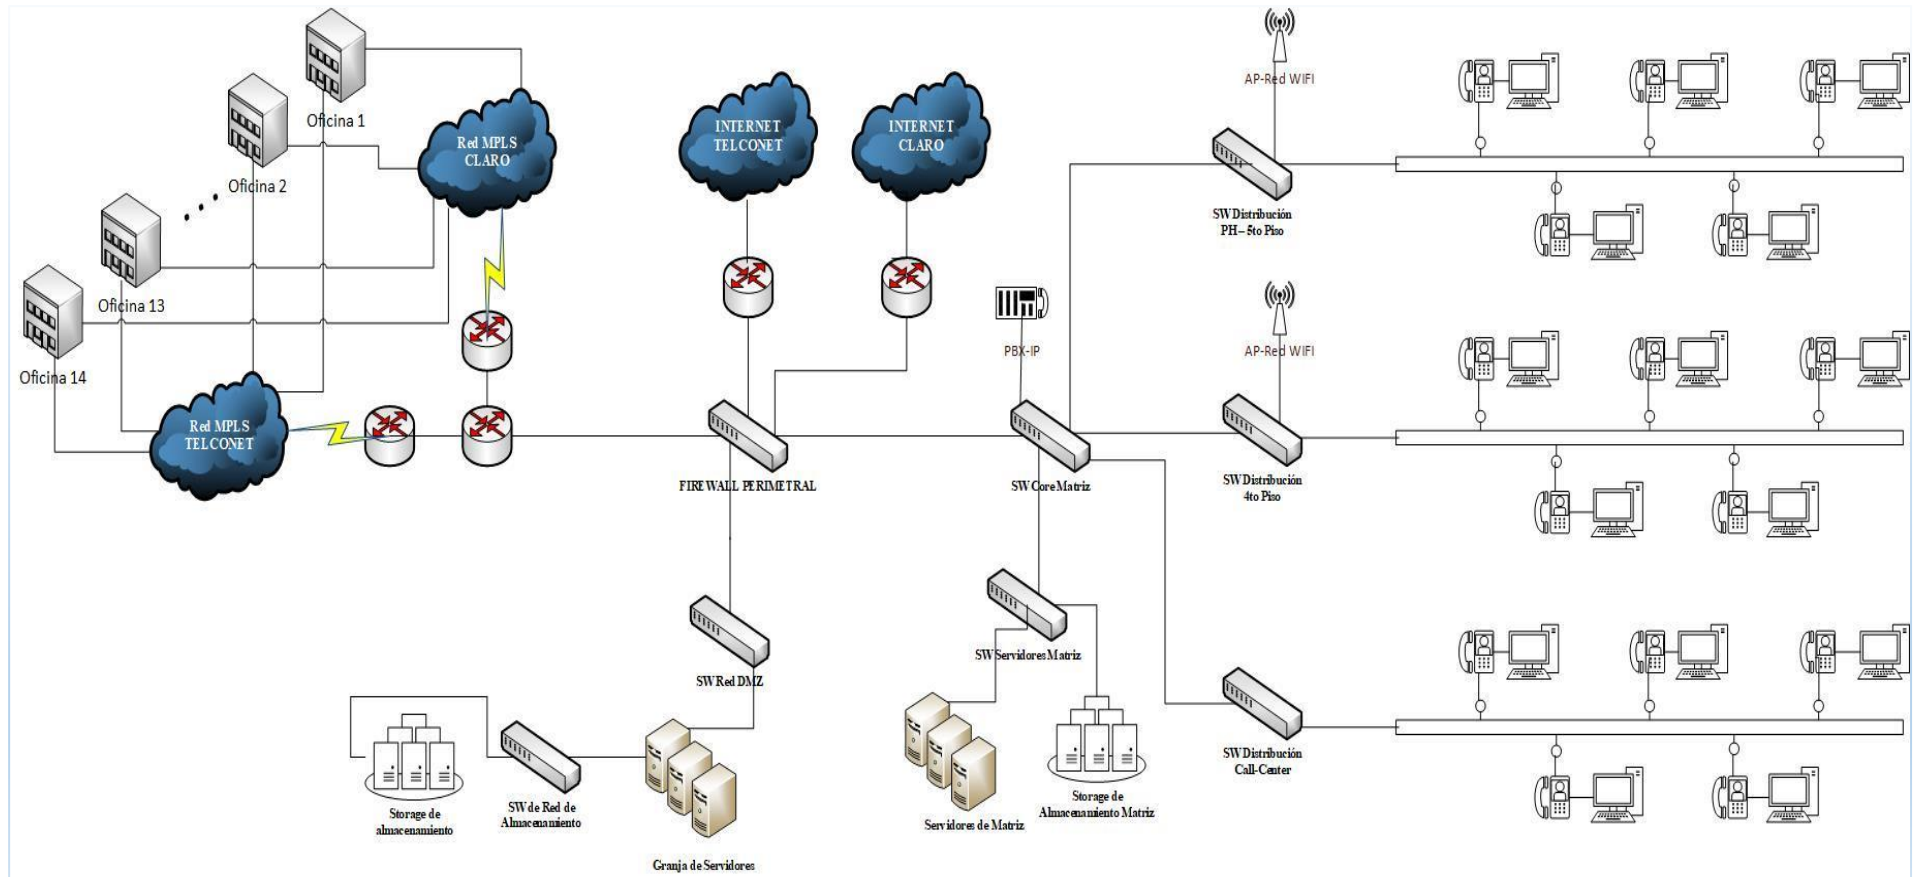 Oficina 1
Oficina 2
Oficina 13
Oficina 14
Red MPLS
CLARO
Red MPLS
TELCONET
INTERNET
TELCONET
INTERNET
CLARO
FIREWALL PERIMETRAL
PBX-IP
SW Core Matriz
AP-Red WIFI
SW Distribución
PH – 5to Piso
AP-Red WIFI
SW Distribución
4to Piso
SW Distribución
Call-Center
SW Red DMZ
SW Servidores Matriz
Storage de
almacenamiento
SW de Red de
Almacenamiento
Granja de Servidores
Servidores de Matriz
Storage de
Almacenamiento Matriz